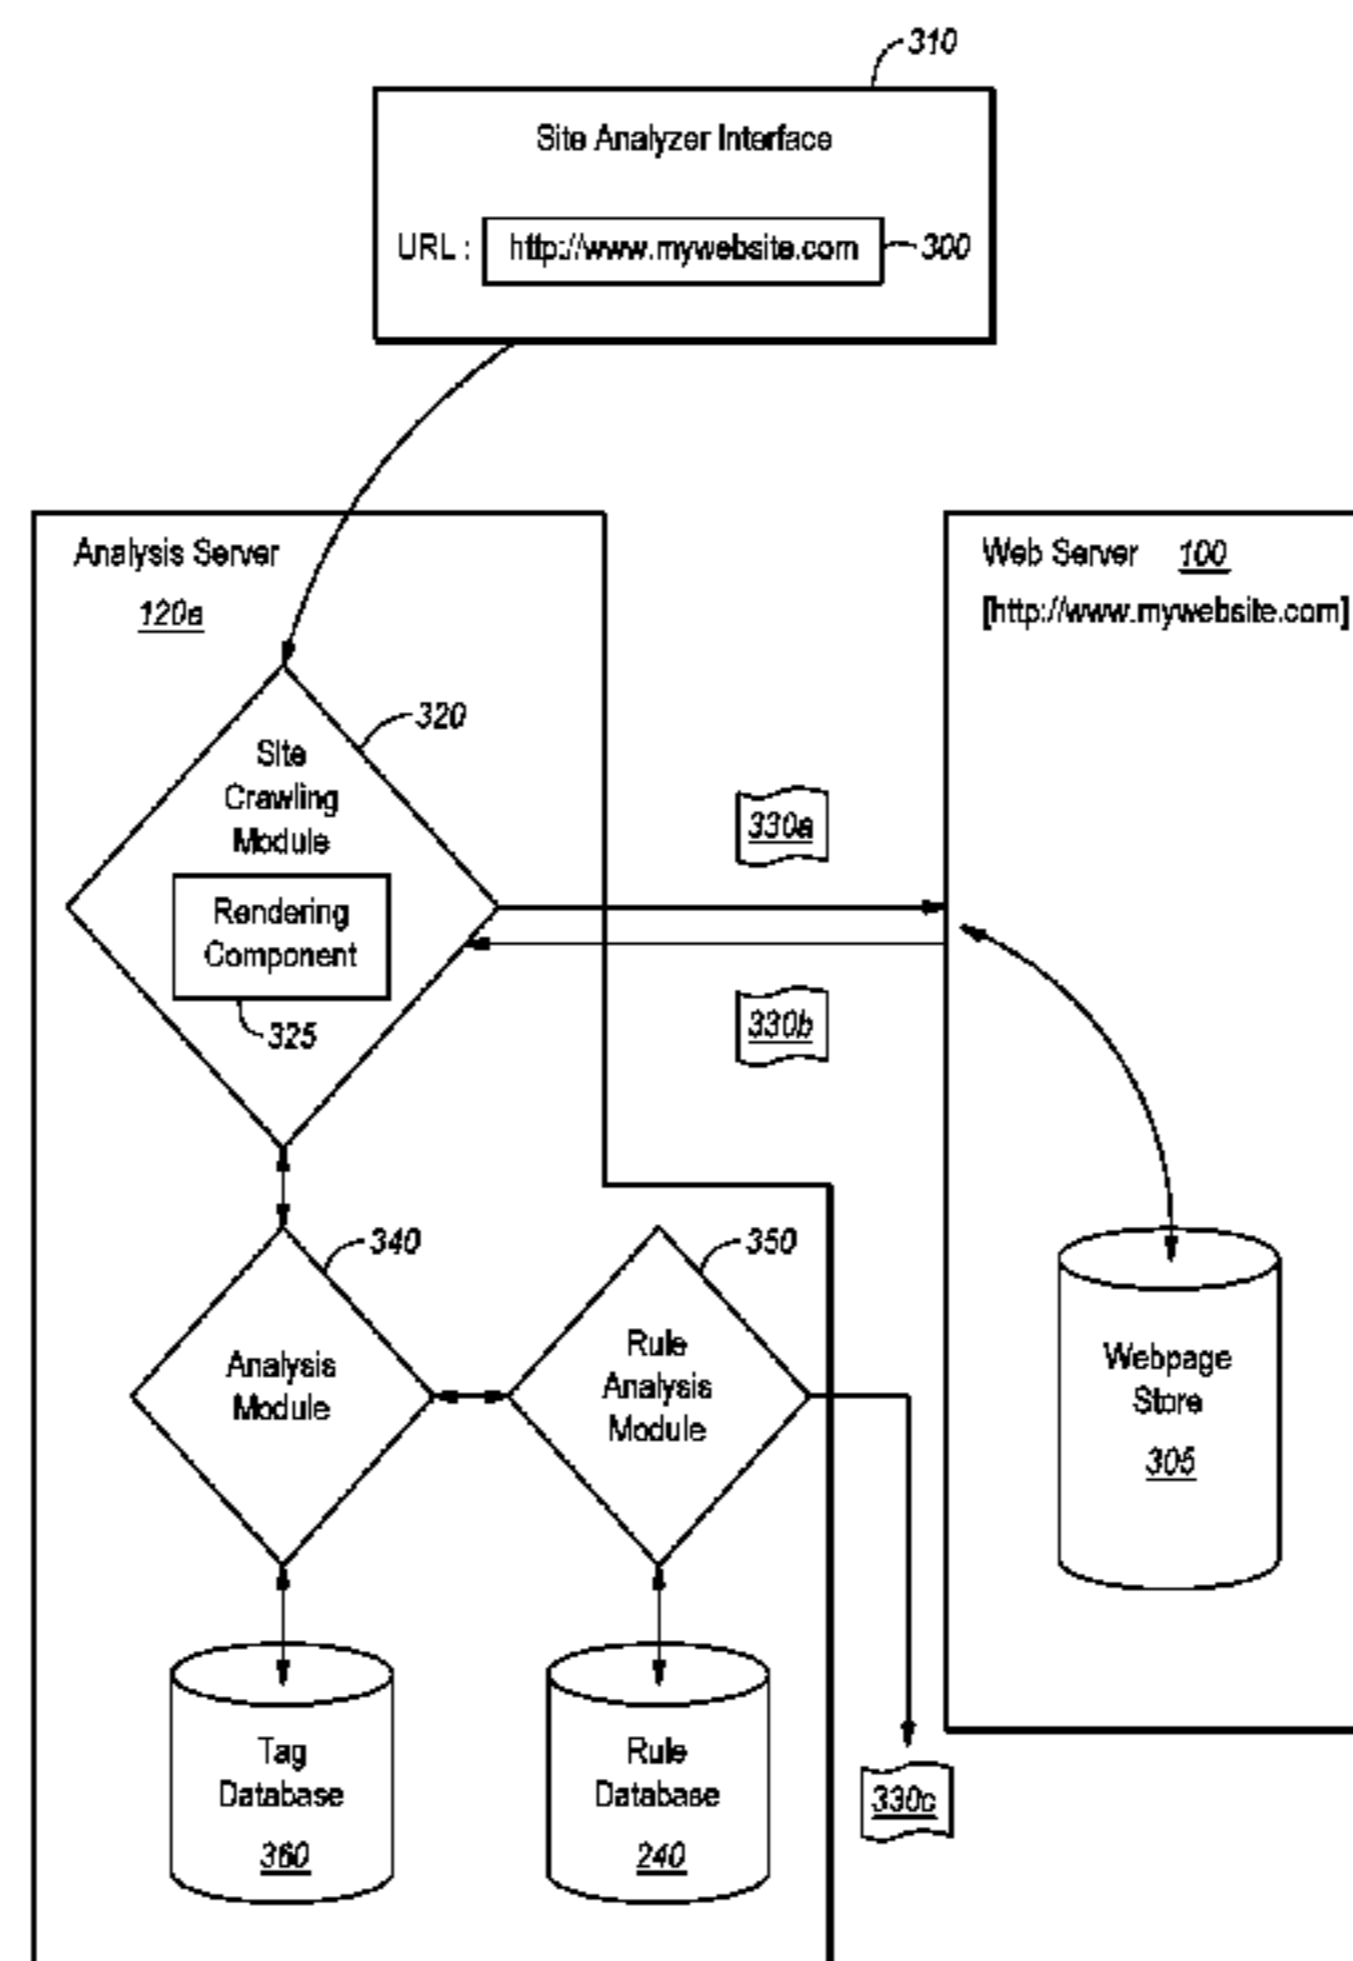 310
Site Analyzer Interface
URL : http://www.mywebsite.com 300
Analysis Server
120a
Web Server 100
[http://www.mywebsite.com]
320
Site
Crawling
Module
Rendering
Component
325
330a
330b
340
350
Analysis
Module
Rule
Analysis
Module
Webpage
Store
305
Tag
Database
360
Rule
Database
240
330c